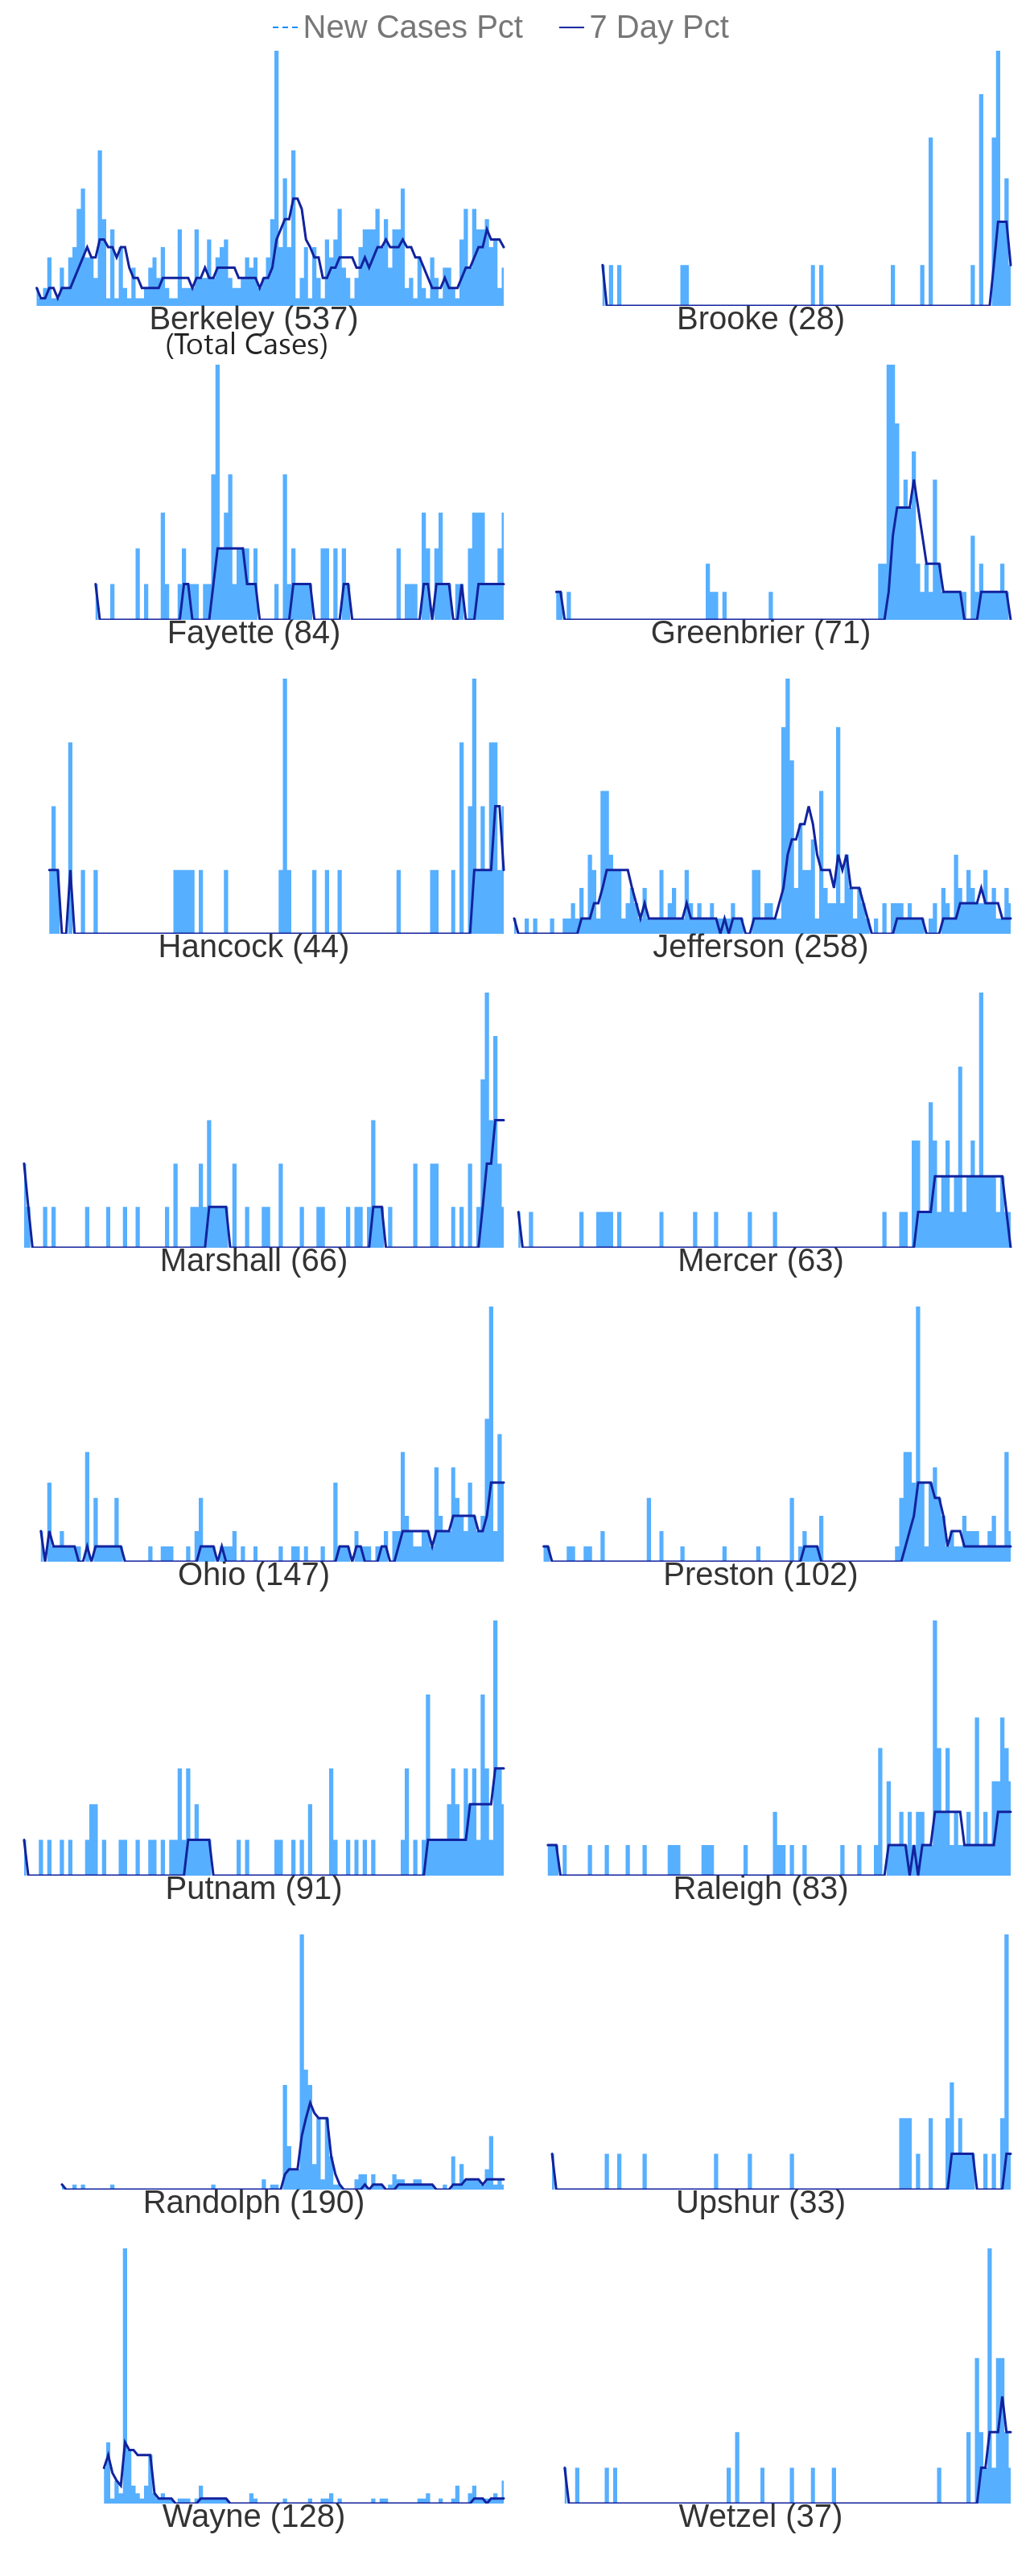 New Cases Pct 7 Day Pct
Berkeley (537) Brooke (28)
(Total Cases)
Fayette (84) Greenbrier (71)
Hancock (44) Jefferson (258)
Marshall (66) Mercer (63)
Ohio (147) Preston (102)
Putnam (91) Raleigh (83)
Randolph (190) Upshur (33)
Wayne (128) Wetzel (37)